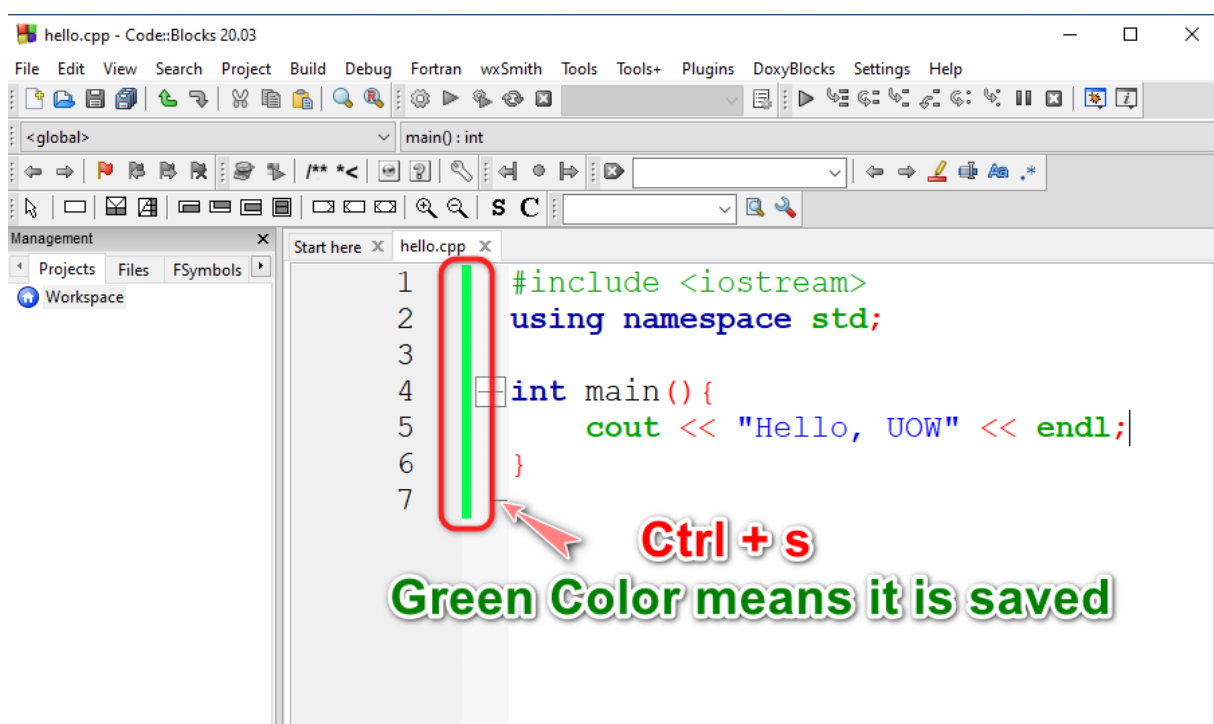 hello.cpp - Code::Blocks 20.03
File Edit View Search Project Build Debug Fortran wxSmith Tools Tools+ Plugins DoxyBlocks Settings Help
<global> main() : int
/** *<
S C
Management
Projects Files FSymbols
Workspace
Start here hello.cpp
1 #include <iostream>
2 using namespace std;
3
4 int main(){
5 cout << "Hello, UOW" << endl;
6 }
7
Ctrl + s
Green Color means it is saved